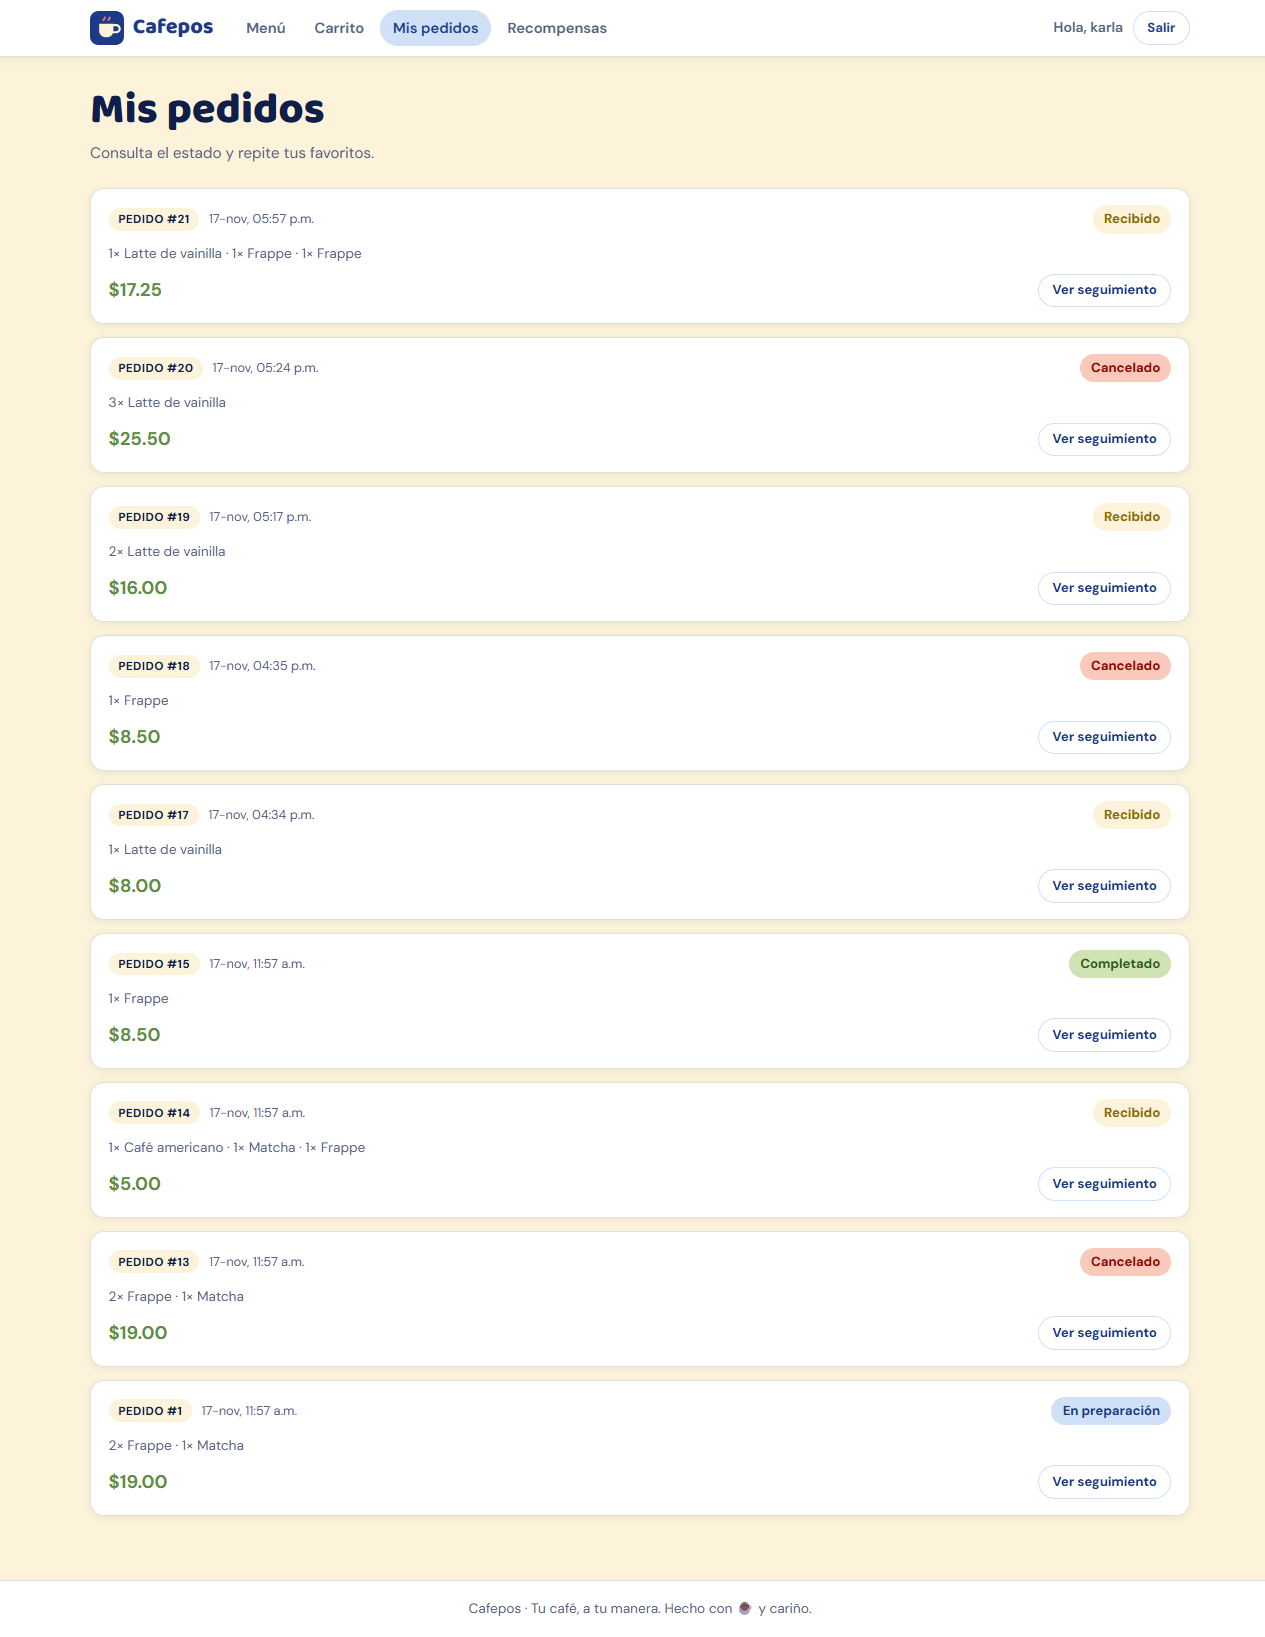 Cafepos Menú Carrito Mis pedidos Recompensas Hola, karla Salir
Mis pedidos
Consulta el estado y repite tus favoritos.
PEDIDO #21 17-nov, 05:57 p.m. Recibido
1× Latte de vainilla · 1× Frappe · 1× Frappe
$17.25 Ver seguimiento
PEDIDO #20 17-nov, 05:24 p.m. Cancelado
3× Latte de vainilla
$25.50 Ver seguimiento
PEDIDO #19 17-nov, 05:17 p.m. Recibido
2× Latte de vainilla
$16.00 Ver seguimiento
PEDIDO #18 17-nov, 04:35 p.m. Cancelado
1× Frappe
$8.50 Ver seguimiento
PEDIDO #17 17-nov, 04:34 p.m. Recibido
1× Latte de vainilla
$8.00 Ver seguimiento
PEDIDO #15 17-nov, 11:57 a.m. Completado
1× Frappe
$8.50 Ver seguimiento
PEDIDO #14 17-nov, 11:57 a.m. Recibido
1× Café americano · 1× Matcha · 1× Frappe
$5.00 Ver seguimiento
PEDIDO #13 17-nov, 11:57 a.m. Cancelado
2× Frappe · 1× Matcha
$19.00 Ver seguimiento
PEDIDO #1 17-nov, 11:57 a.m. En preparación
2× Frappe · 1× Matcha
$19.00 Ver seguimiento
Cafepos · Tu café, a tu manera. Hecho con y cariño.